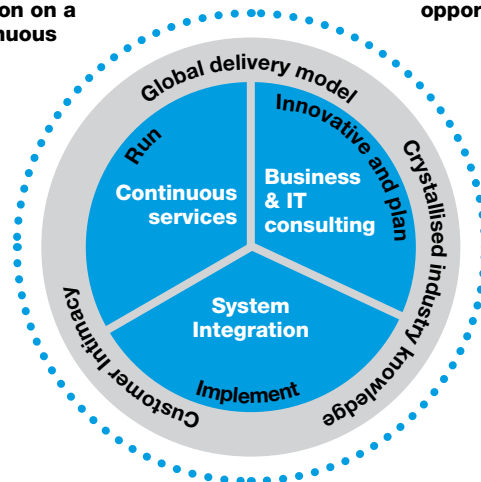 on on a
nuous
oppor
Global delivery model
Run
Innovative and plan
Crystallised industry knowledge
Continuous
services
Business
& IT
consulting
System
Integration
Implement
Customer Intimacy